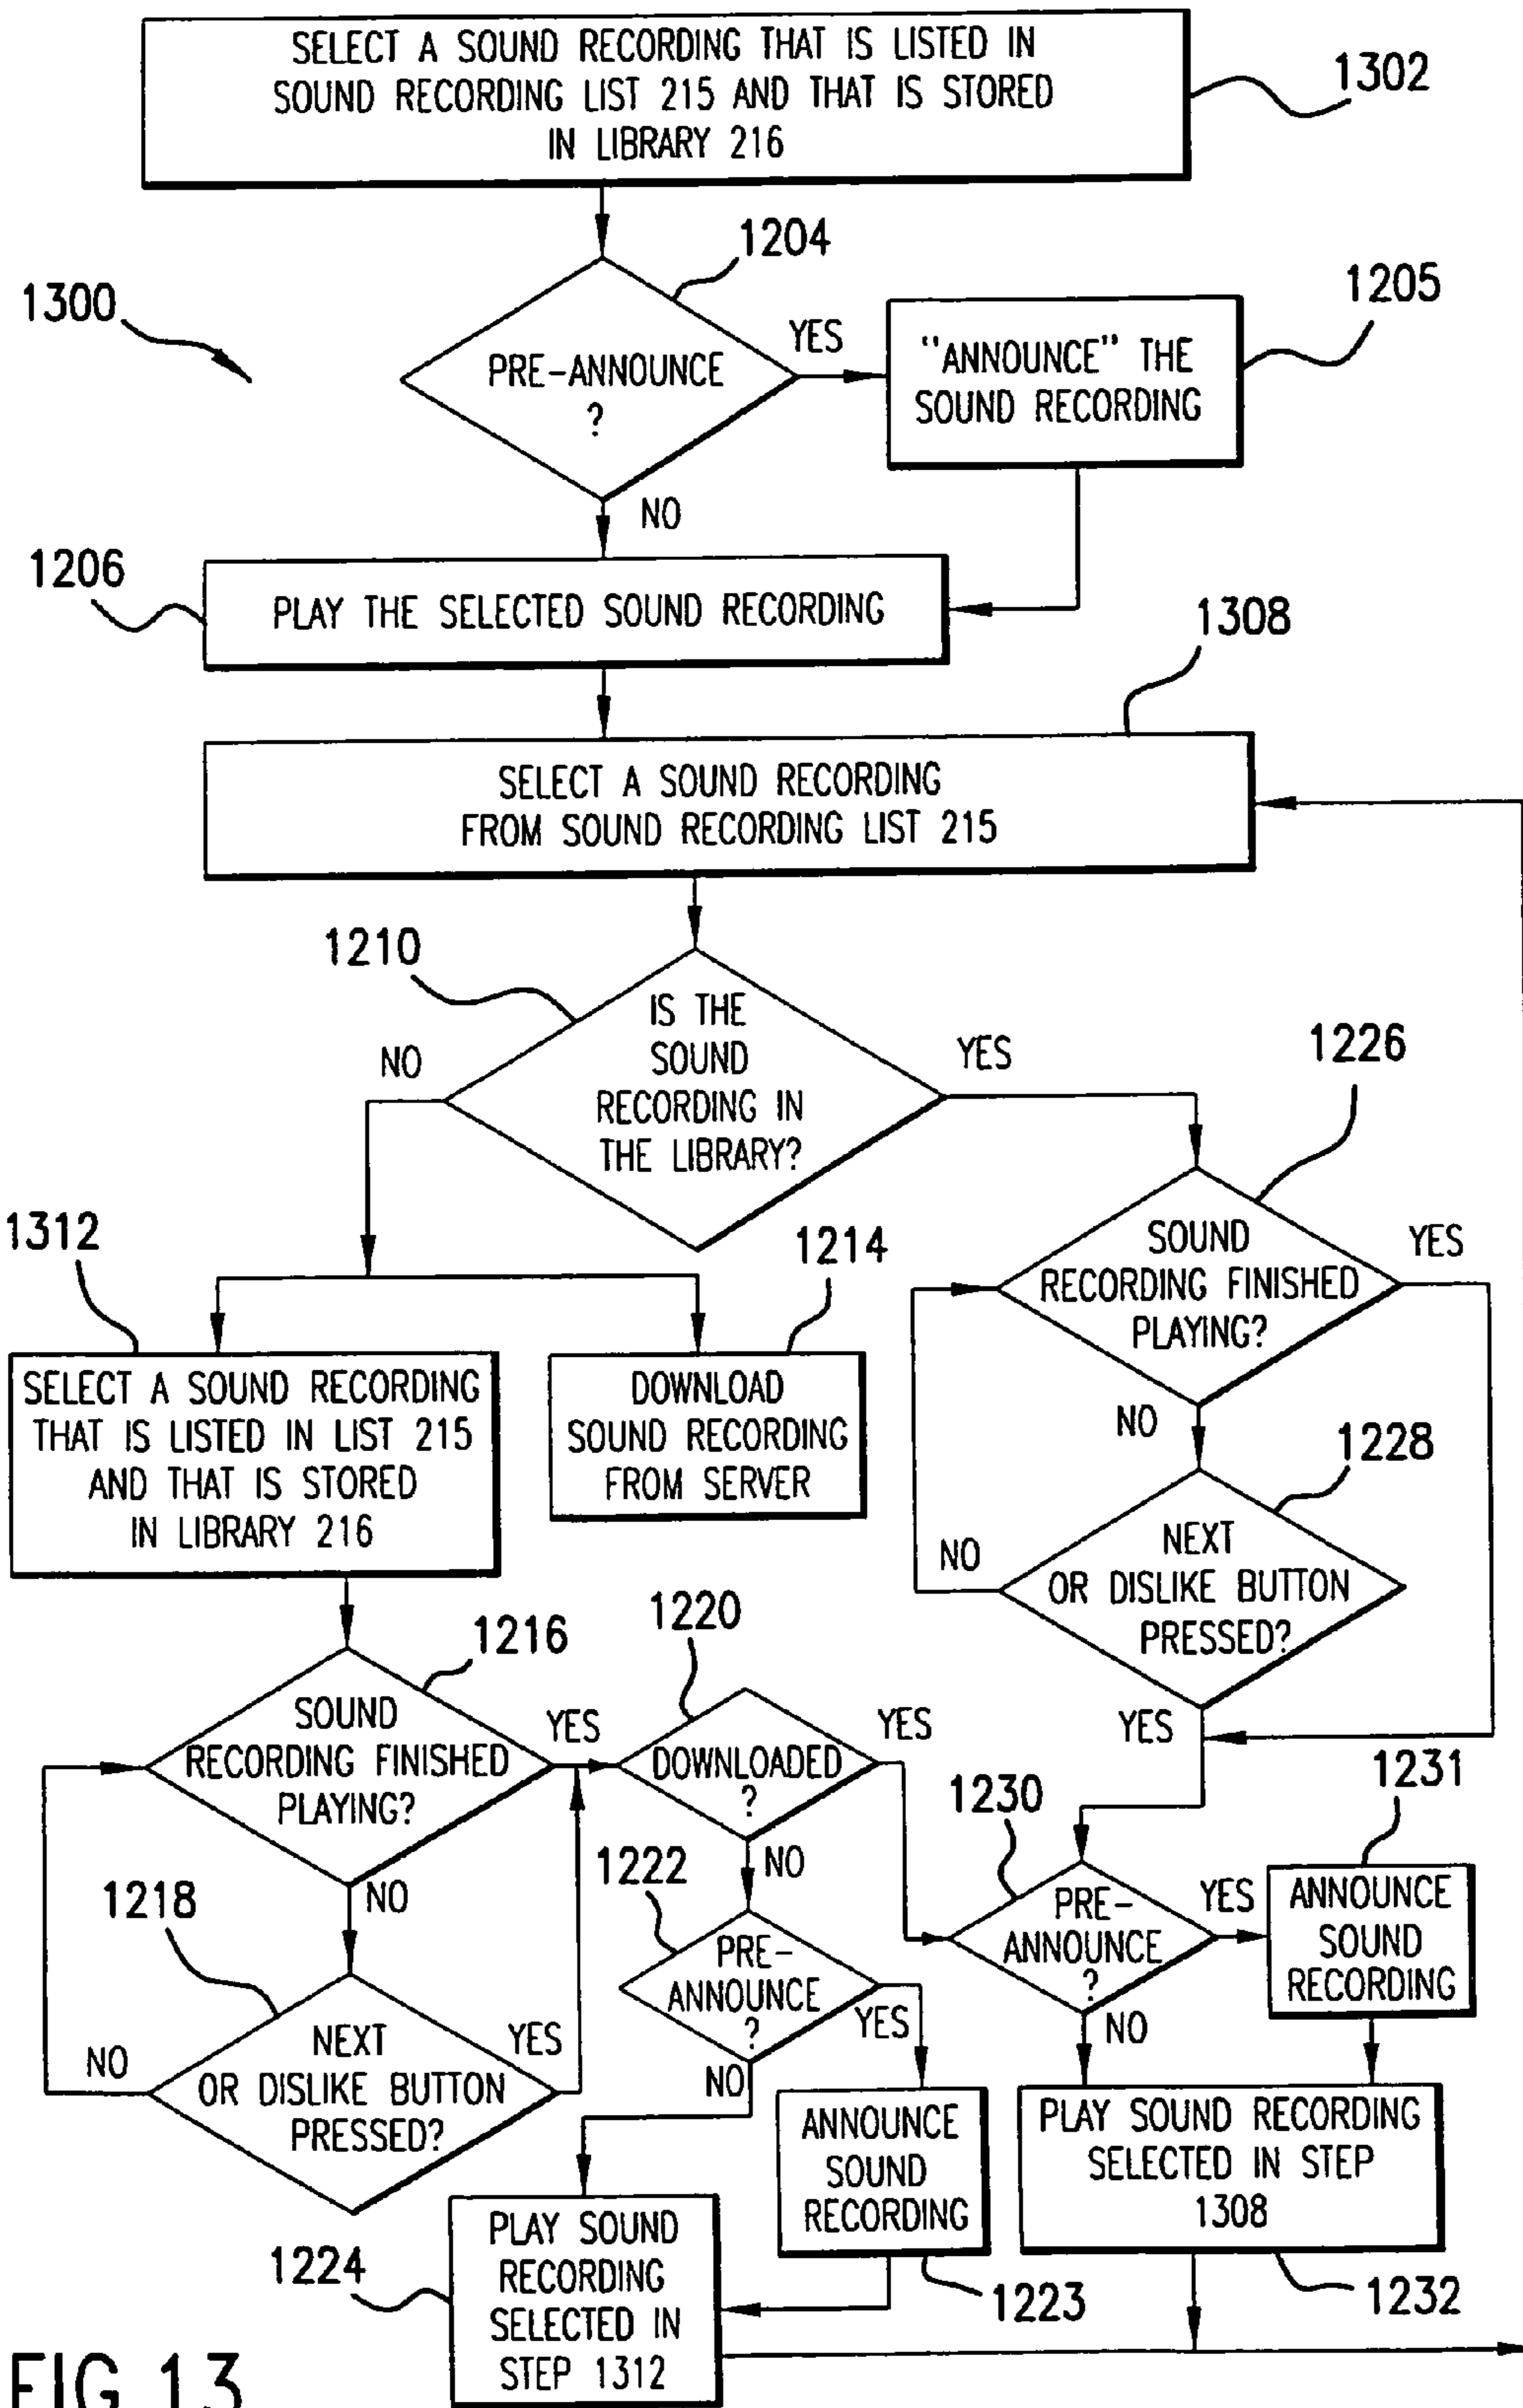 SELECT A SOUND RECORDING THAT IS LISTED IN
SOUND RECORDING LIST 215 AND THAT IS STORED
IN LIBRARY 216
1302
1204
1300
PRE-ANNOUNCE
?
YES
"ANNOUNCE" THE
SOUND RECORDING
1205
NO
1206
PLAY THE SELECTED SOUND RECORDING
1308
SELECT A SOUND RECORDING
FROM SOUND RECORDING LIST 215
1210
IS THE
SOUND
RECORDING IN
THE LIBRARY?
NO
YES
1226
SOUND
RECORDING FINISHED
PLAYING?
YES
NO
1228
NEXT
OR DISLIKE BUTTON
PRESSED?
NO
YES
1312
SELECT A SOUND RECORDING
THAT IS LISTED IN LIST 215
AND THAT IS STORED
IN LIBRARY 216
1214
DOWNLOAD
SOUND RECORDING
FROM SERVER
1216
SOUND
RECORDING FINISHED
PLAYING?
YES
NO
1218
NEXT
OR DISLIKE BUTTON
PRESSED?
NO
YES
1220
DOWNLOADED
?
YES
NO
1222
PRE-
ANNOUNCE
?
YES
NO
ANNOUNCE
SOUND
RECORDING
1223
1224
PLAY SOUND
RECORDING
SELECTED IN
STEP 1312
1230
PRE-
ANNOUNCE
?
YES
NO
1231
ANNOUNCE
SOUND
RECORDING
PLAY SOUND RECORDING
SELECTED IN STEP
1308
1232
FIG.13